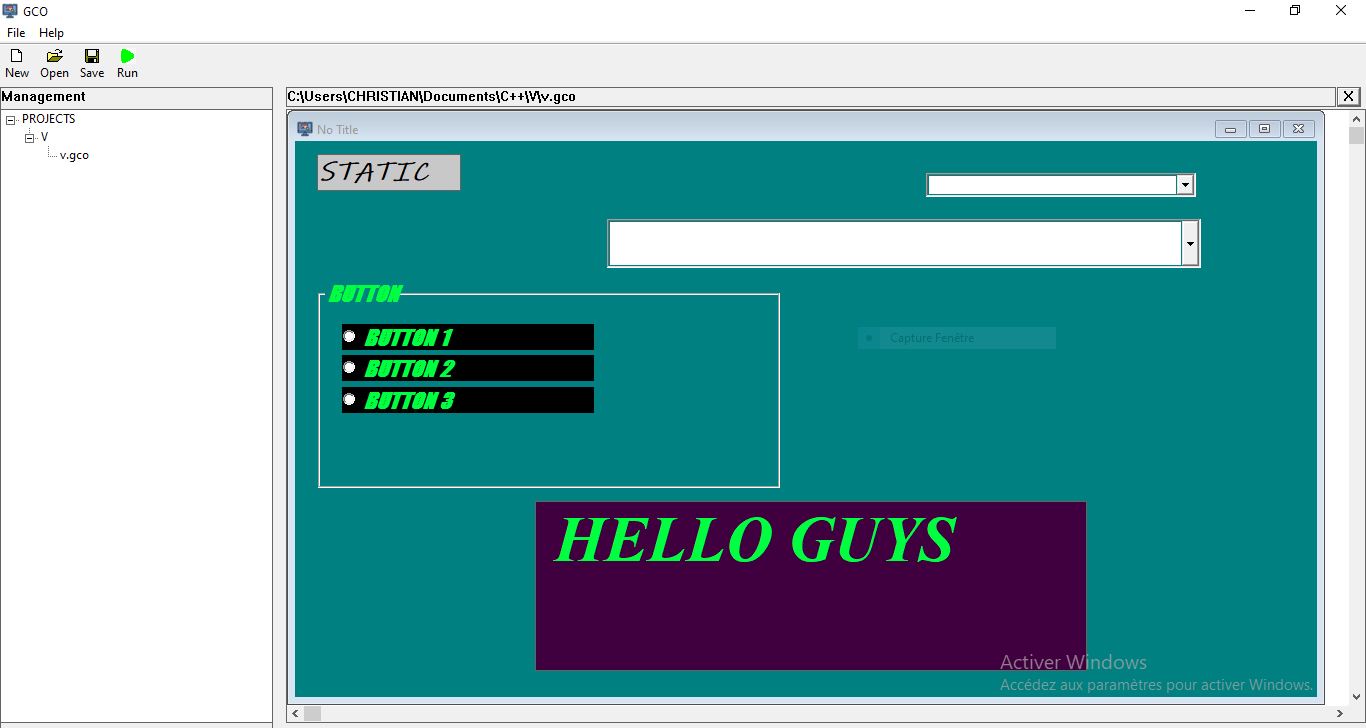 GCO
File Help
New Open Save Run
Management
C:\Users\CHRISTIAN\Documents\C++\V\v.gco
X
PROJECTS
V
v.gco
No Title
STATIC
BUTTON
BUTTON 1
BUTTON 2
BUTTON 3
Capture Fenêtre
HELLO GUYS
Activer Windows
Accédez aux paramètres pour activer Windows.